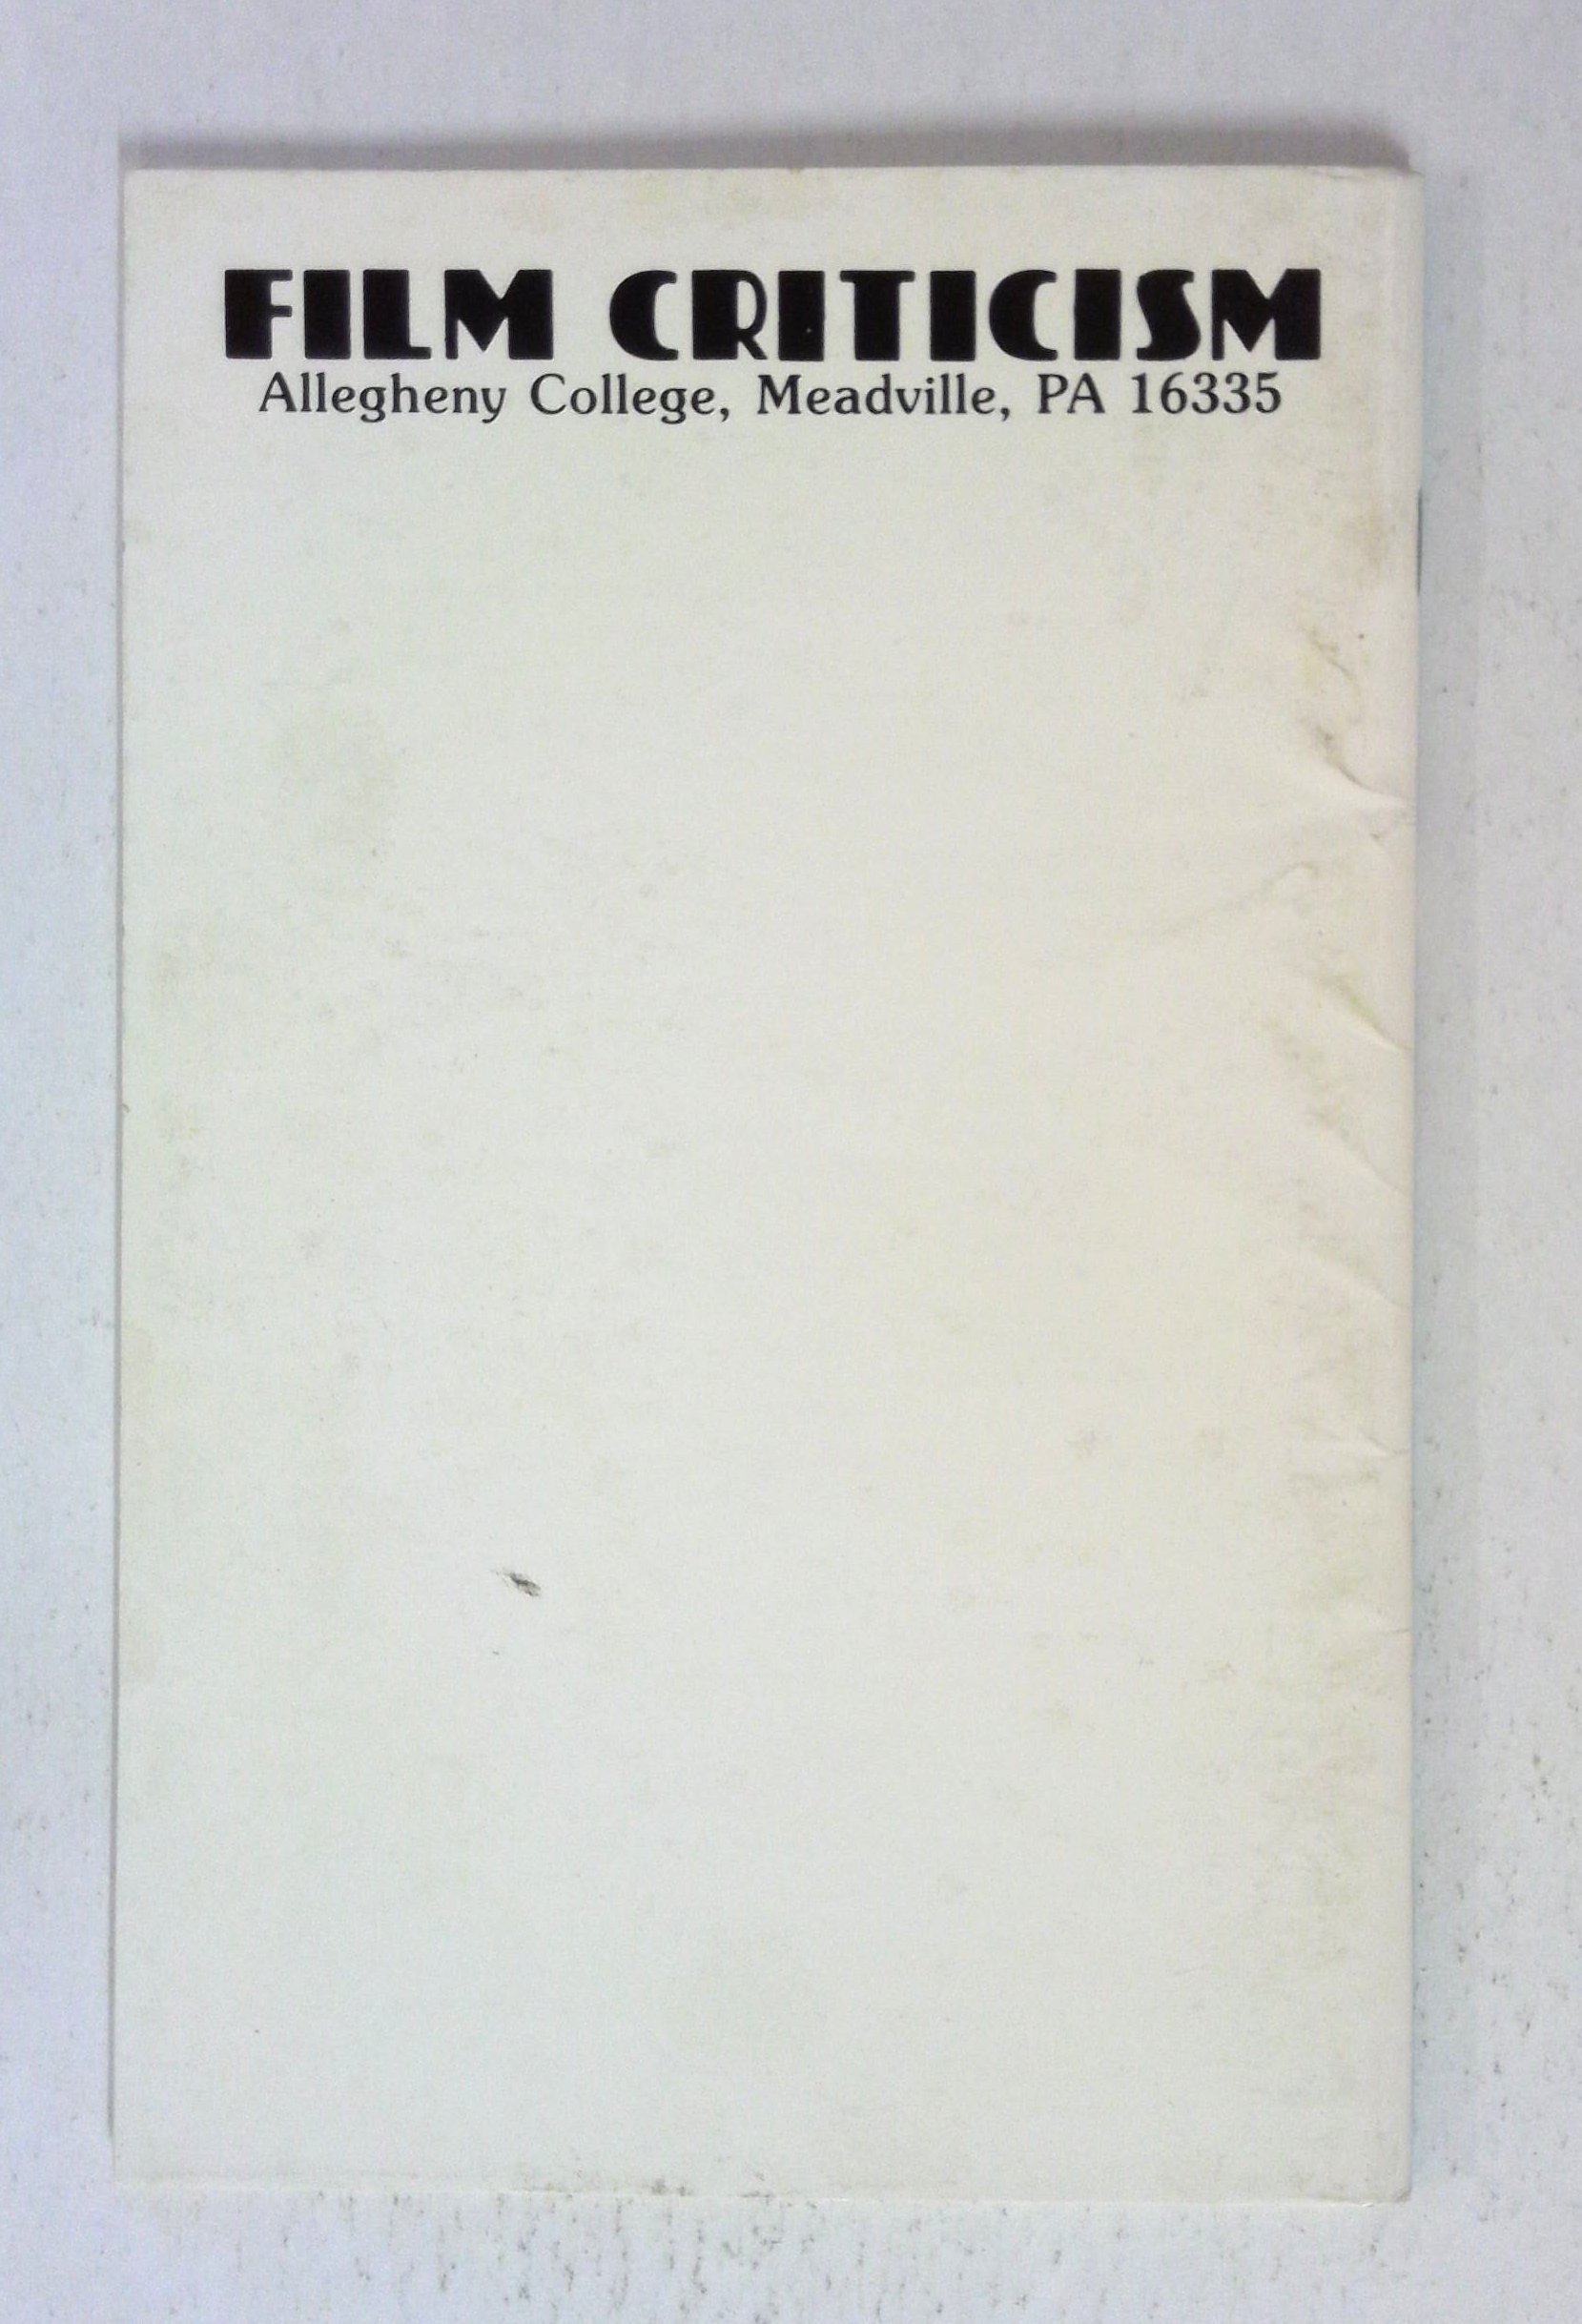 FILM CRITICISM
Allegheny College, Meadville, PA 16335